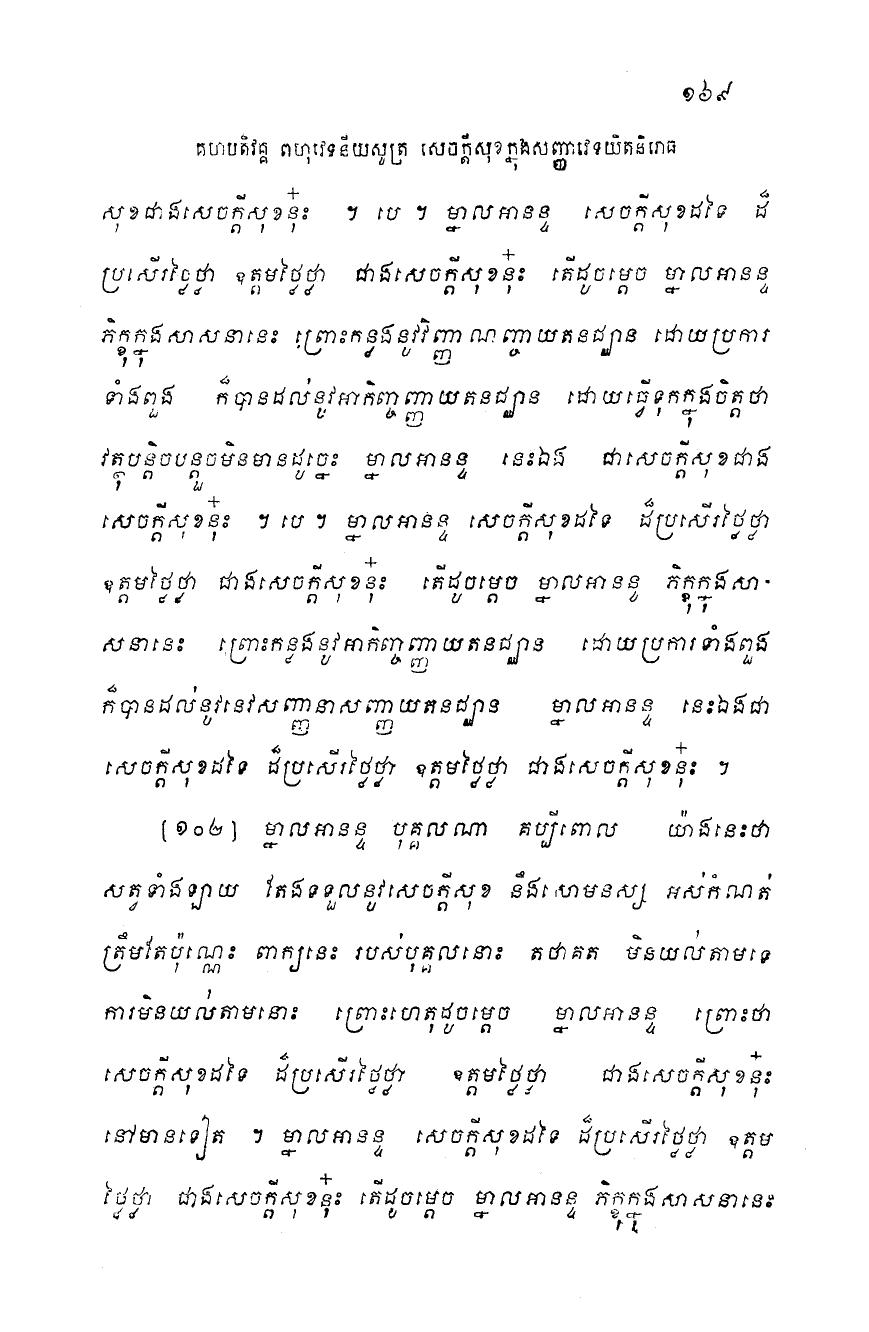 ១៦៩
គហបតិវគ្គ ពហុវេទនីយសូត្រ សេចក្តីសុខក្នុងសញ្ញាវេទយិតនិរោធ
សុខជាងសេចក្តីសុខនុ៎ះ ។ បេ ។ ម្នាលអានន្ទ សេចក្តីសុខដទៃ ដ៏
ប្រសើរថ្លៃថ្លា ឧត្តមថ្លៃថ្លា ជាងសេចក្តីសុខនុ៎ះ តើដូចម្តេច ម្នាលអានន្ទ
ភិក្ខុក្នុងសាសនានេះ ព្រោះកន្លងនូវវិញ្ញាណញ្ចាយតនជ្ឈាន ដោយប្រការ
ទាំងពួង ក៏បានដល់នូវអាកិញ្ចញ្ញាយតនជ្ឈាន ដោយធ្វើទុកក្នុងចិត្តថា
វត្ថុបន្តិចបន្តួចមិនមានដូច្នេះ ម្នាលអានន្ទ នេះឯង ជាសេចក្តីសុខជាង
សេចក្តីសុខនុ៎ះ ។ បេ ។ ម្នាលអានន្ទ សេចក្តីសុខដទៃ ដ៏ប្រសើរថ្លៃថ្លា
ឧត្តមថ្លៃថ្លា ជាងសេចក្តីសុខនុ៎ះ តើដូចម្តេច ម្នាលអានន្ទ ភិក្ខុក្នុងសា-
សនានេះ ព្រោះកន្លងនូវអាកិញ្ចញ្ញាយតនជ្ឈាន ដោយប្រការទាំងពួង
ក៏បានដល់នូវនេវសញ្ញានាសញ្ញាយតនជ្ឈាន ម្នាលអានន្ទ នេះឯងជា
សេចក្តីសុខដទៃ ដ៏ប្រសើរថ្លៃថ្លា ឧត្តមថ្លៃថ្លា ជាងសេចក្តីសុខនុ៎ះ ។
[១០២] ម្នាលអានន្ទ បុគ្គលណា គប្បីពោល យ៉ាងនេះថា
សត្វទាំងឡាយ តែងទទួលនូវសេចក្តីសុខ នឹងសោមនស្ស អស់កំណត់
ត្រឹមតែប៉ុណ្ណេះ ពាក្យនេះ របស់បុគ្គលនោះ តថាគត មិនយល់តាមទេ
ការមិនយល់តាមនោះ ព្រោះហេតុដូចម្តេច ម្នាលអានន្ទ ព្រោះថា
សេចក្តីសុខដទៃ ដ៏ប្រសើរថ្លៃថ្លា ឧត្តមថ្លៃថ្លា ជាងសេចក្តីសុខនុ៎ះ
នៅមានទៀត ។ ម្នាលអានន្ទ សេចក្តីសុខដទៃ ដ៏ប្រសើរថ្លៃថ្លា ឧត្តម
ថ្លៃថ្លា ជាងសេចក្តីសុខនុ៎ះ តើដូចម្តេច ម្នាលអានន្ទ ភិក្ខុក្នុងសាសនានេះ